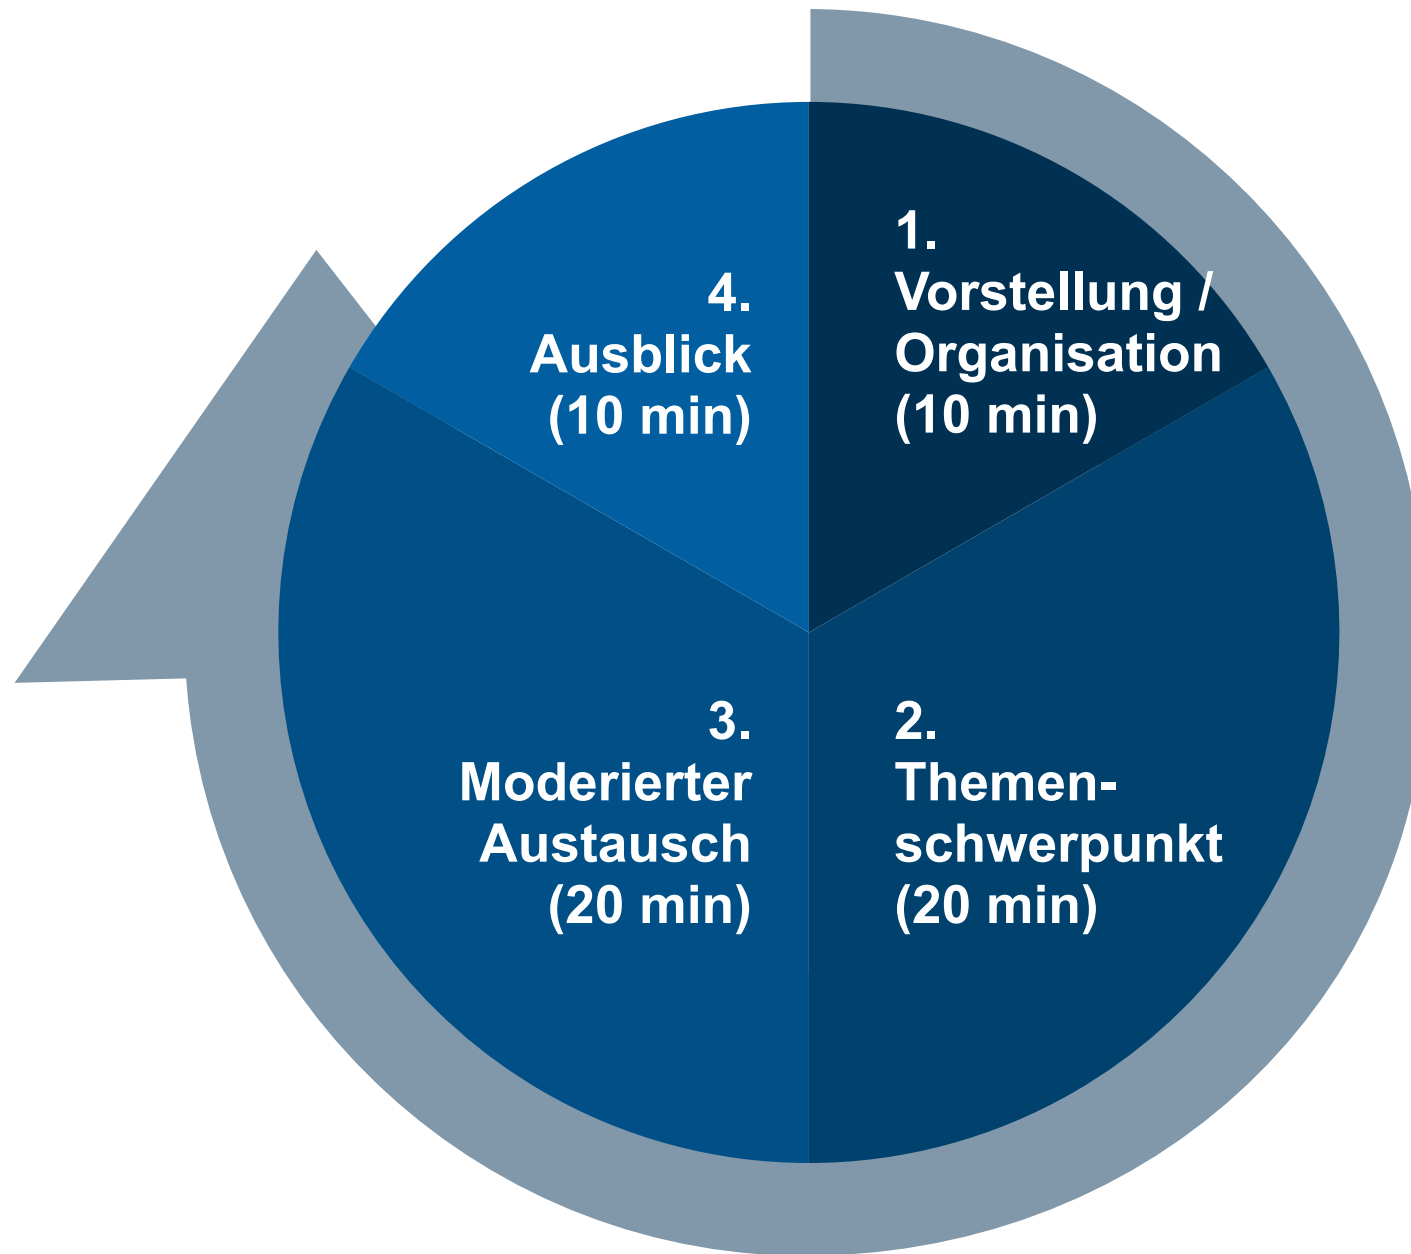 1.
Vorstellung /
Organisation
(10 min)
2.
Themen-
schwerpunkt
(20 min)
3.
Moderierter
Austausch
(20 min)
4.
Ausblick
(10 min)